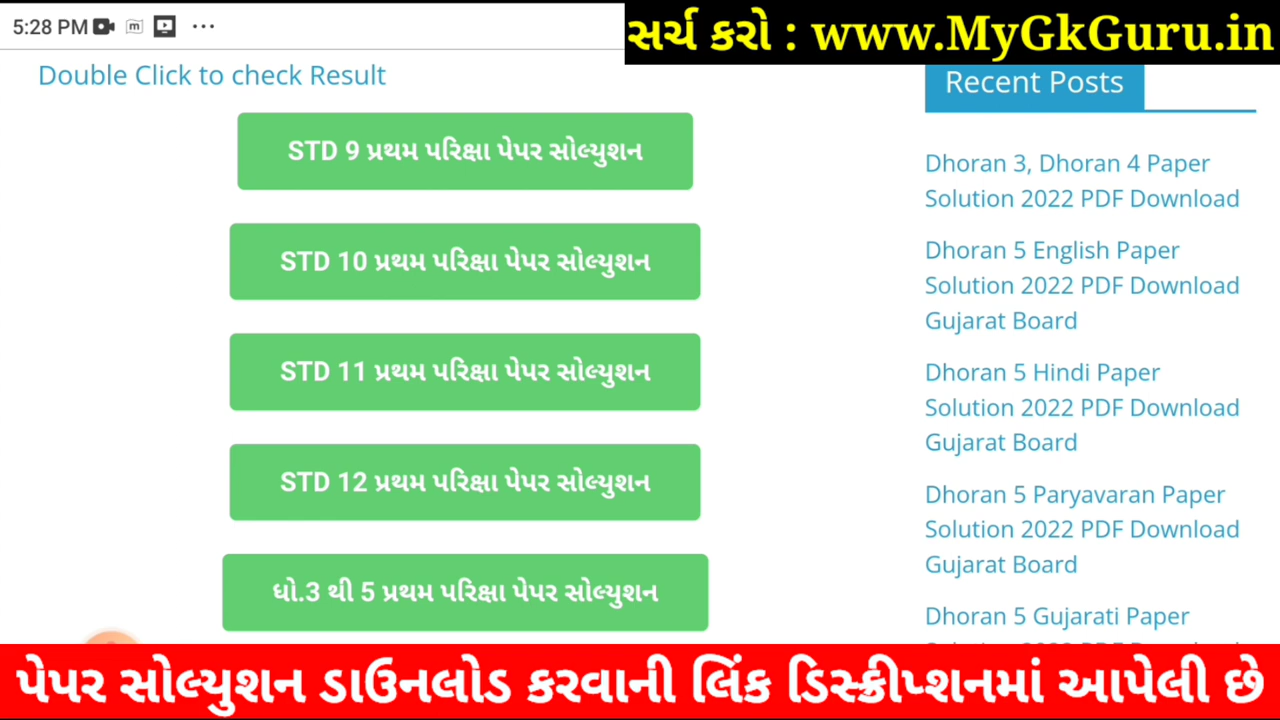 5:28 PM
સર્ચ કરો : www.MyGkGuru.in
Double Click to check Result
STD 9 પ્રથમ પરિક્ષા પેપર સોલ્યુશન
STD 10 પ્રથમ પરિક્ષા પેપર સોલ્યુશન
STD 11 પ્રથમ પરિક્ષા પેપર સોલ્યુશન
STD 12 પ્રથમ પરિક્ષા પેપર સોલ્યુશન
ધો.3 થી 5 પ્રથમ પરિક્ષા પેપર સોલ્યુશન
Recent Posts
Dhoran 3, Dhoran 4 Paper
Solution 2022 PDF Download
Dhoran 5 English Paper
Solution 2022 PDF Download
Gujarat Board
Dhoran 5 Hindi Paper
Solution 2022 PDF Download
Gujarat Board
Dhoran 5 Paryavaran Paper
Solution 2022 PDF Download
Gujarat Board
Dhoran 5 Gujarati Paper
પેપર સોલ્યુશન ડાઉનલોડ કરવાની લિંક ડિસ્ક્રીપ્શનમાં આપેલી છે